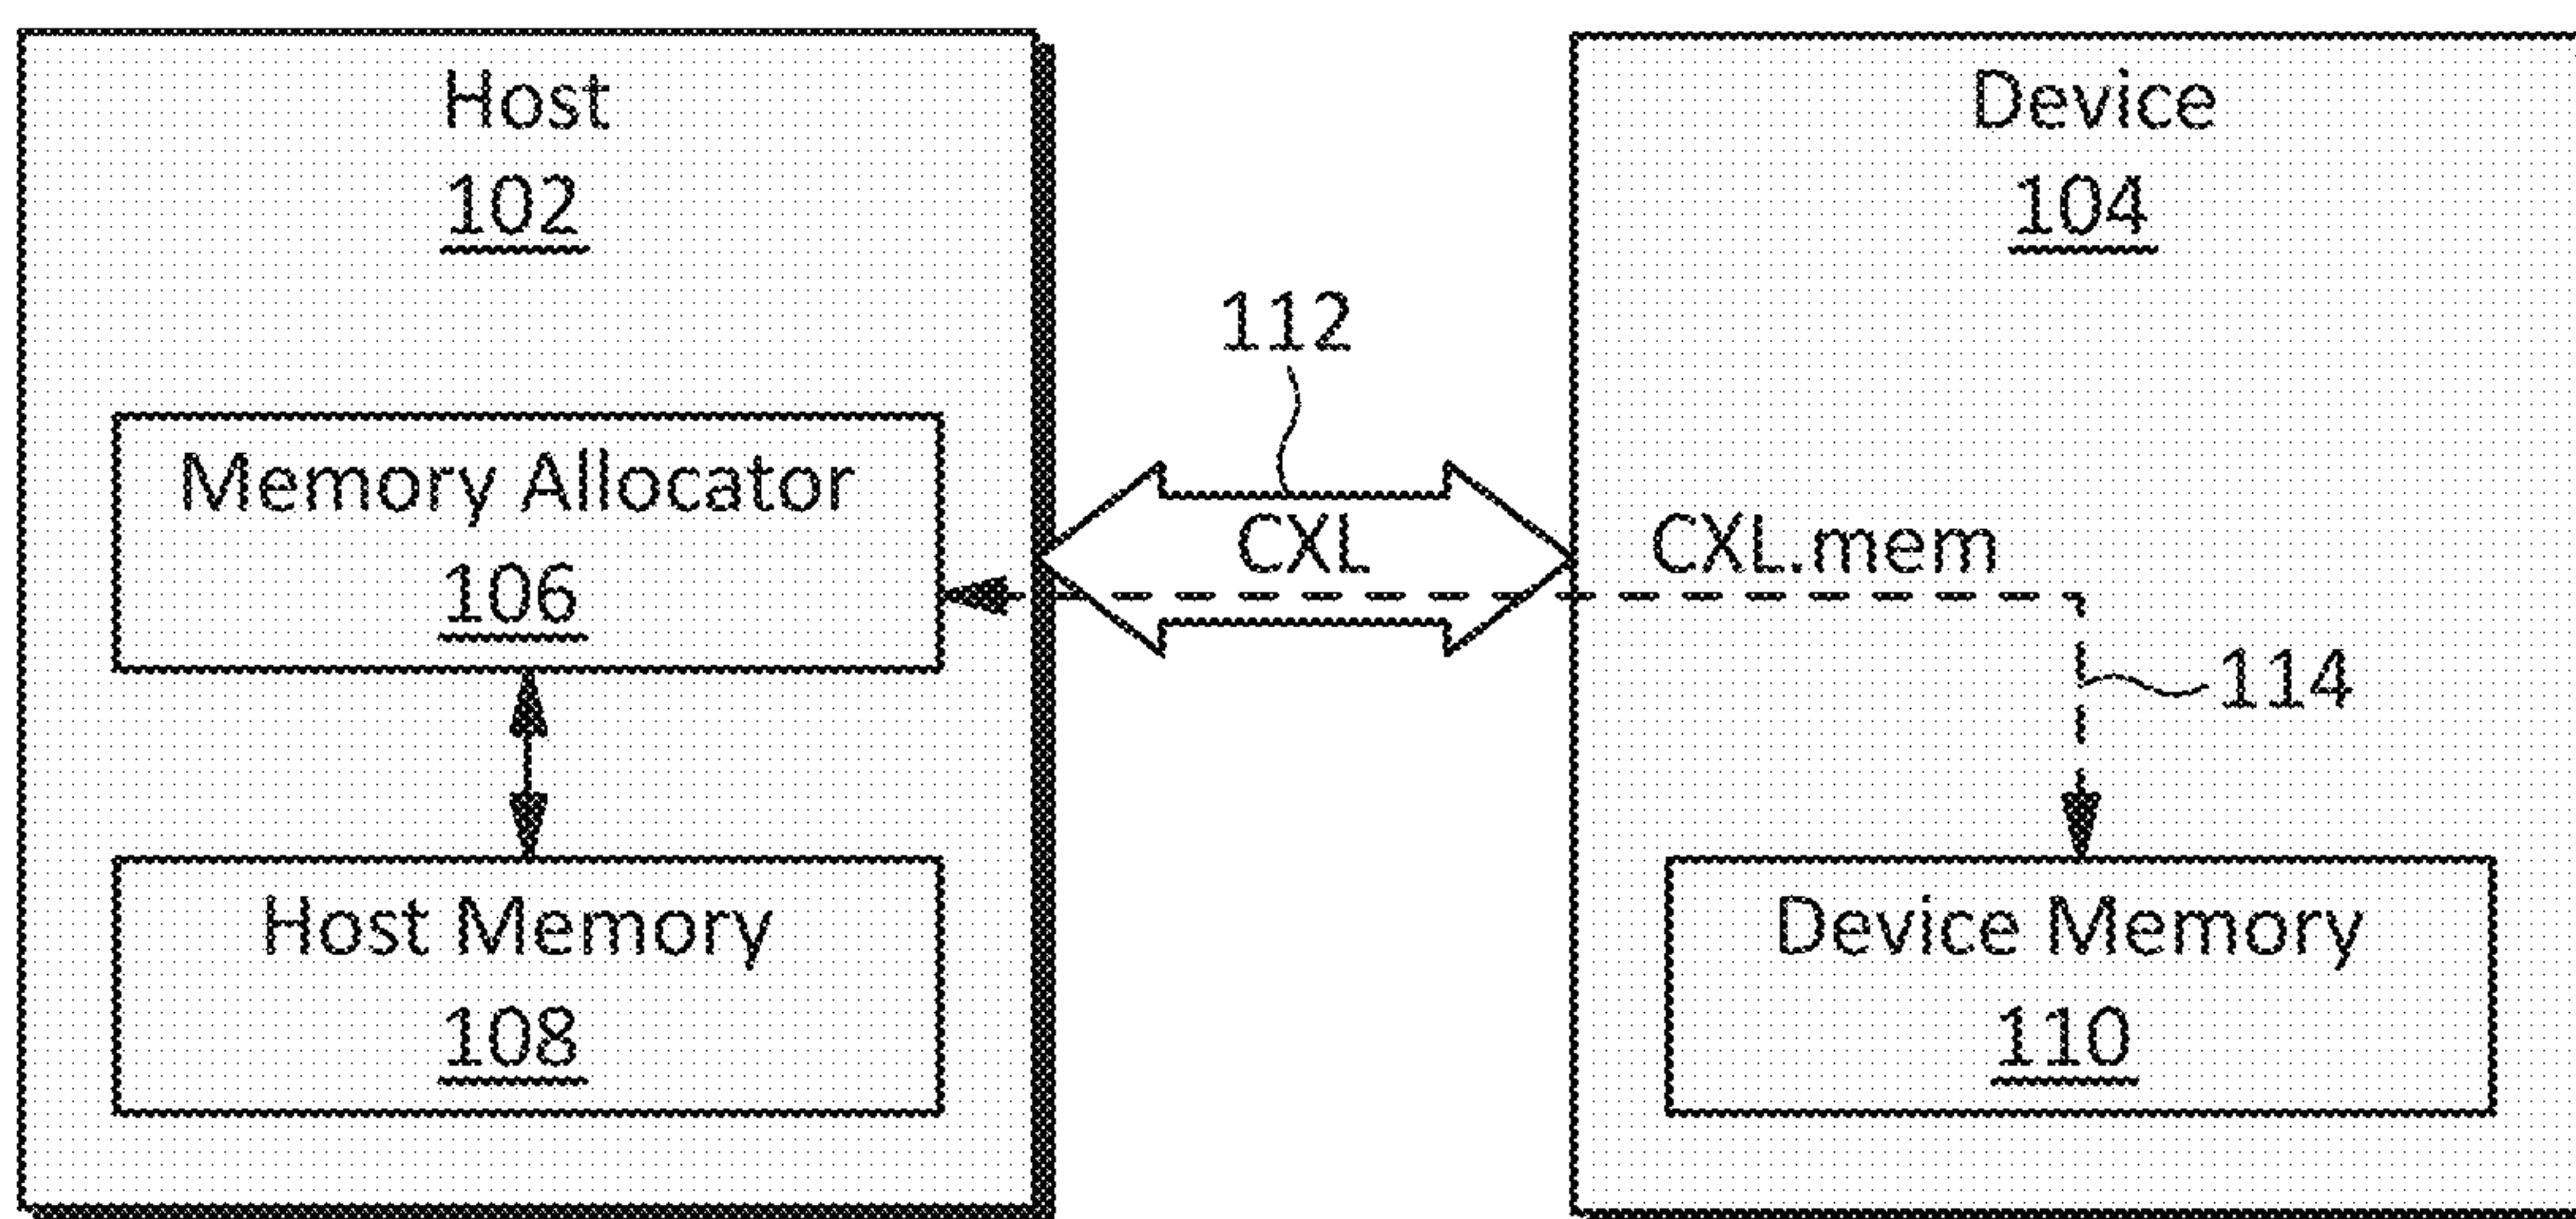 Host
102
Device
104
112
Memory Allocator
106
CXL
CXL.mem
114
Host Memory
108
Device Memory
110